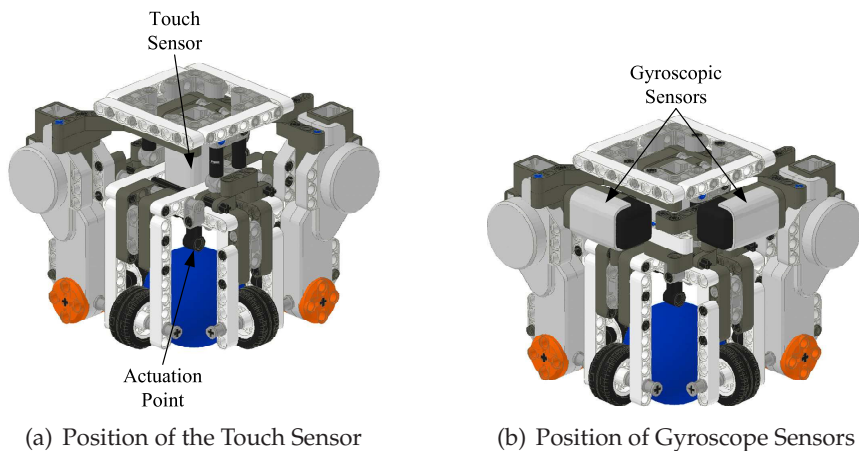 Touch
Sensor
Actuation
Point
(a) Position of the Touch Sensor
Gyroscopic
Sensors
(b) Position of Gyroscope Sensors